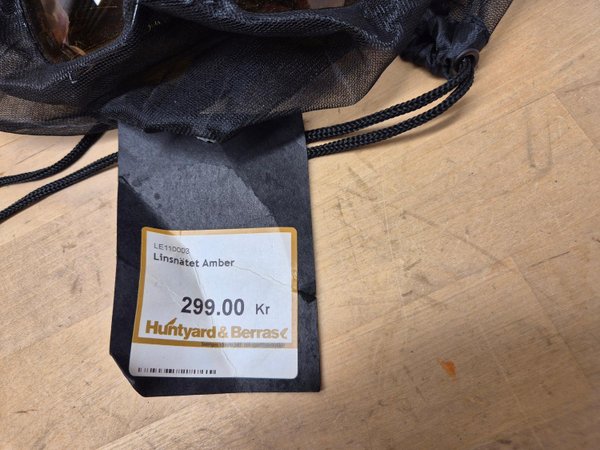 LE110003
Linsnätet Amber
299.00 Kr
Huntyard & Berras